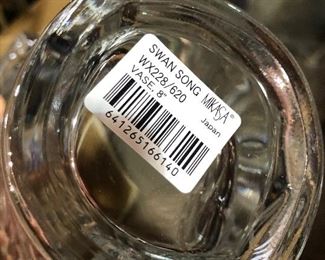 SWAN SONG
WX228/620
VASE, 8"
MIKASA®
Japan
641265166140